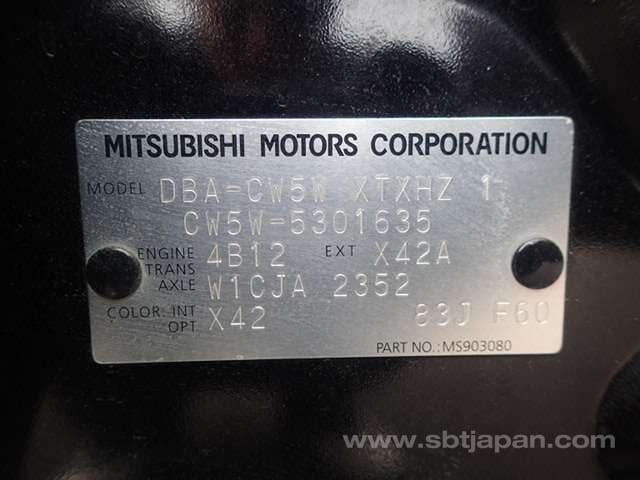 MITSUBISHI MOTORS CORPORATION
MODEL DBA-CW5W XTXHZ 1
CW5W-5301635
ENGINE 4B12 EXT X42A
TRANS
AXLE W1CJA 2352
COLOR: INT 83J F60
OPT X42
PART NO.: MS903080
www.sbtjapan.com